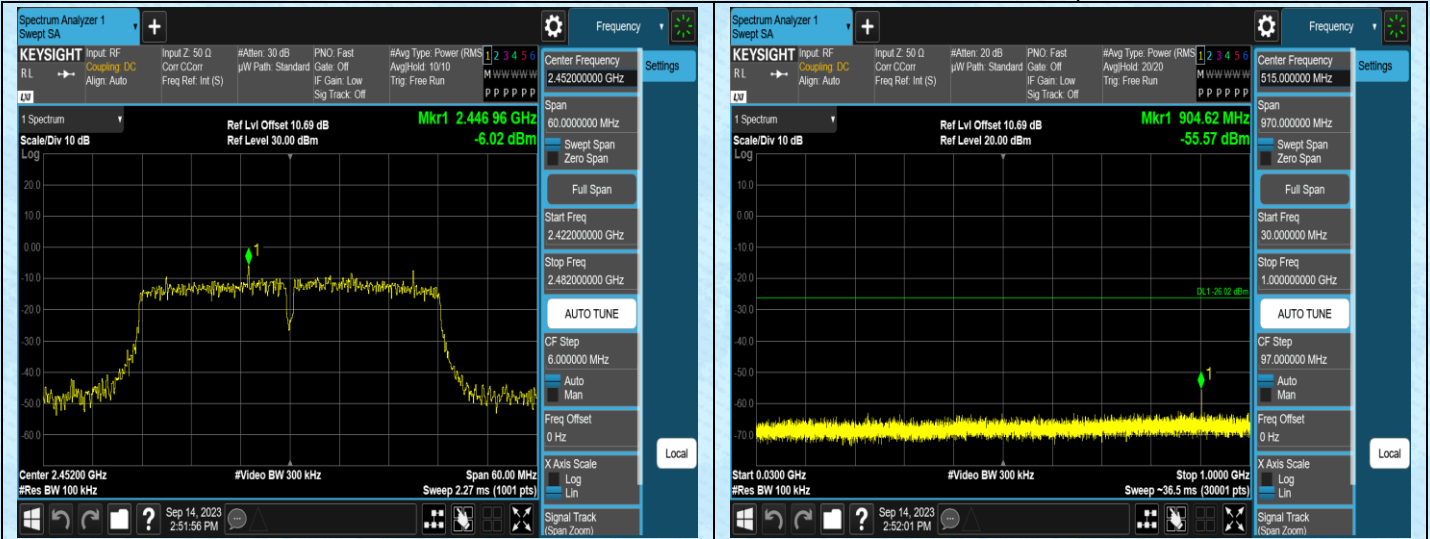 Spectrum Analyzer 1
Swept SA
+
Frequency
KEYSIGHT
RL
LXI
Input: RF
Coupling: DC
Align: Auto
Input Z: 50 Ω
Corr CCorr
Freq Ref: Int (S)
#Atten: 30 dB
µW Path: Standard
PNO: Fast
Gate: Off
IF Gain: Low
Sig Track: Off
#Avg Type: Power (RMS
Avg|Hold: 10/10
Trig: Free Run
1 2 3 4 5 6
M W W W W W
P P P P P P
Center Frequency
2.452000000 GHz
Settings
1 Spectrum
Scale/Div 10 dB
Log
Ref Lvl Offset 10.69 dB
Ref Level 30.00 dBm
Mkr1 2.446 96 GHz
-6.02 dBm
Span
60.0000000 MHz
Swept Span
Zero Span
Full Span
Start Freq
2.422000000 GHz
Stop Freq
2.482000000 GHz
AUTO TUNE
CF Step
6.000000 MHz
Auto
Man
Freq Offset
0 Hz
X Axis Scale
Log
Lin
Signal Track
(Span Zoom)
Local
20.0
10.0
0.00
-10.0
-20.0
-30.0
-40.0
-50.0
-60.0
1
Center 2.45200 GHz
#Res BW 100 kHz
#Video BW 300 kHz
Span 60.00 MHz
Sweep 2.27 ms (1001 pts)
?
Sep 14, 2023
2:51:56 PM
Spectrum Analyzer 1
Swept SA
+
Frequency
KEYSIGHT
RL
LXI
Input: RF
Coupling: DC
Align: Auto
Input Z: 50 Ω
Corr CCorr
Freq Ref: Int (S)
#Atten: 20 dB
µW Path: Standard
PNO: Fast
Gate: Off
IF Gain: Low
Sig Track: Off
#Avg Type: Power (RMS
Avg|Hold: 20/20
Trig: Free Run
1 2 3 4 5 6
M W W W W W
P P P P P P
Center Frequency
515.000000 MHz
Settings
1 Spectrum
Scale/Div 10 dB
Log
Ref Lvl Offset 10.69 dB
Ref Level 20.00 dBm
Mkr1 904.62 MHz
-55.57 dBm
Span
970.000000 MHz
Swept Span
Zero Span
Full Span
Start Freq
30.000000 MHz
Stop Freq
1.000000000 GHz
AUTO TUNE
CF Step
97.000000 MHz
Auto
Man
Freq Offset
0 Hz
X Axis Scale
Log
Lin
Signal Track
(Span Zoom)
Local
10.0
0.00
-10.0
-20.0
-30.0
-40.0
-50.0
-60.0
-70.0
DL1 -26.02 dBm
1
Start 0.0300 GHz
#Res BW 100 kHz
#Video BW 300 kHz
Stop 1.0000 GHz
Sweep ~36.5 ms (30001 pts)
?
Sep 14, 2023
2:52:01 PM